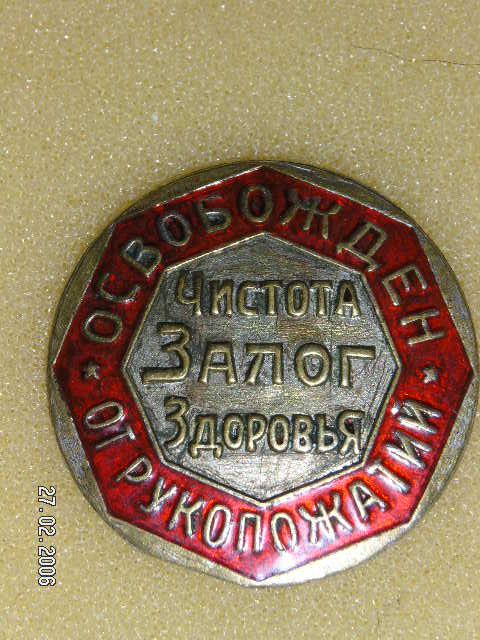 ОСВОБОЖДЕН
ОТ РУКОПОЖАТИЙ
Чистота
Залог
Здоровья
27.02.2006